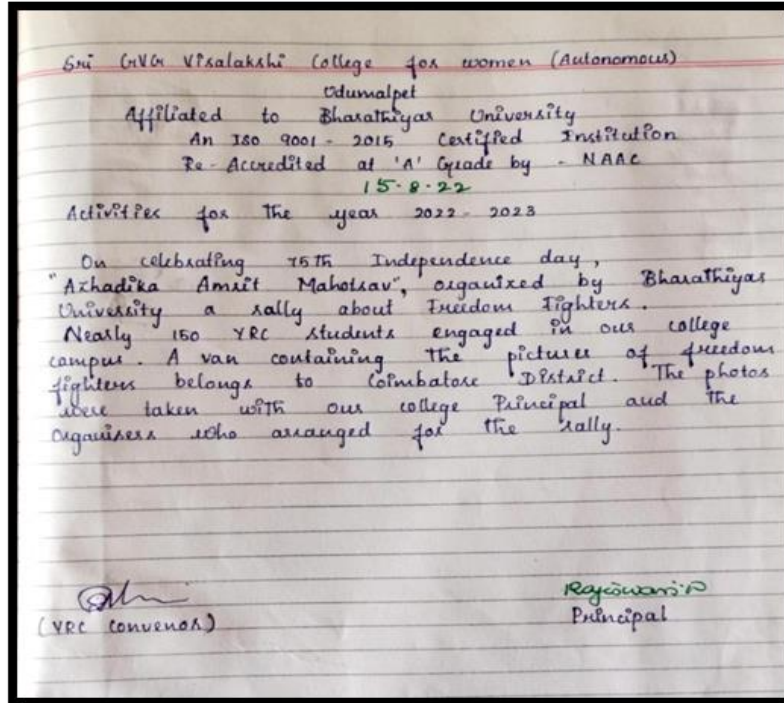 Sri GVG Visalakshi College for women (Autonomous)
Udumalpet
Affiliated to Bharathiyar University
An ISO 9001 - 2015 Certified Institution
Re-Accredited at 'A' Grade by - NAAC
15.8.22
Activities for the year 2022 - 2023
On celebrating 75th Independence day,
"Azhadika Amrit Mahotsav", organized by Bharathiyar
University a rally about Freedom Fighters.
Nearly 150 YRC students engaged in our college
campus. A van containing the pictures of freedom
fighters belongs to Coimbatore District. The photos
were taken with our college Principal and the
organisers who arranged for the rally.
Rajeswari.P
(YRC Convenor)
Principal